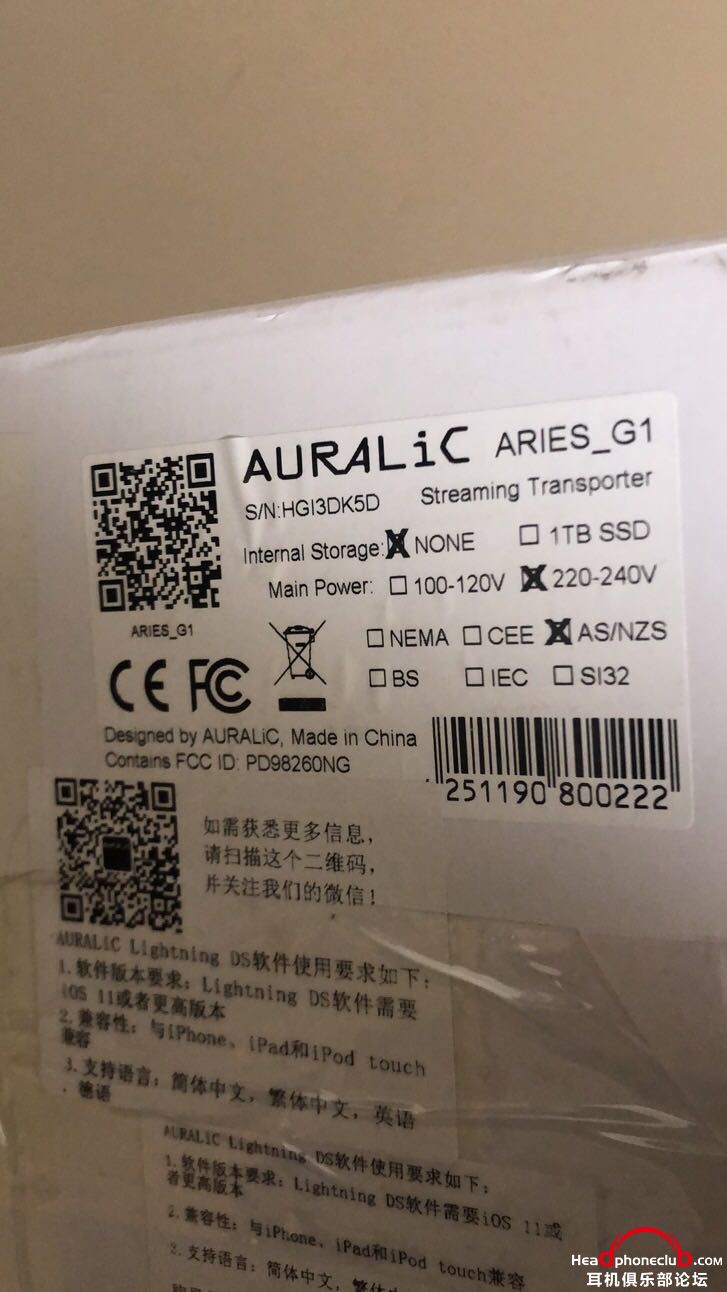 AURALiC ARIES_G1
S/N:HGI3DK5D Streaming Transporter
Internal Storage: NONE 1TB SSD
Main Power: 100-120V 220-240V
ARIES_G1
NEMA CEE AS/NZS
CE FC BS IEC SI32
Designed by AURALiC, Made in China
Contains FCC ID: PD98260NG
251190 800222
如需获悉更多信息，
请扫描这个二维码，
并关注我们的微信！
AURALiC Lightning DS软件使用要求如下：
1.软件版本要求：Lightning DS软件需要
iOS 11或者更高版本
2.兼容性：与iPhone、iPad和iPod touch
兼容
3.支持语言：简体中文，繁体中文，英语
，德语
AURALiC Lightning DS软件使用要求如下：
1.软件版本要求：Lightning DS软件需要iOS 11或
者更高版本
2.兼容性：与iPhone、iPad和iPod touch兼容
3.支持语言：简体中文，繁体
HeadphonecluD.com
耳机俱乐部论坛